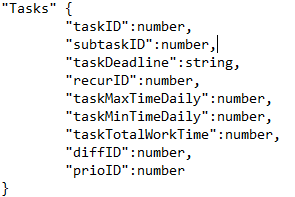 "Tasks" {
"taskID":number,
"subtaskID":number,
"taskDeadline":string,
"recurID":number,
"taskMaxTimeDaily":number,
"taskMinTimeDaily":number,
"taskTotalWorkTime":number,
"diffID":number,
"prioID":number
}